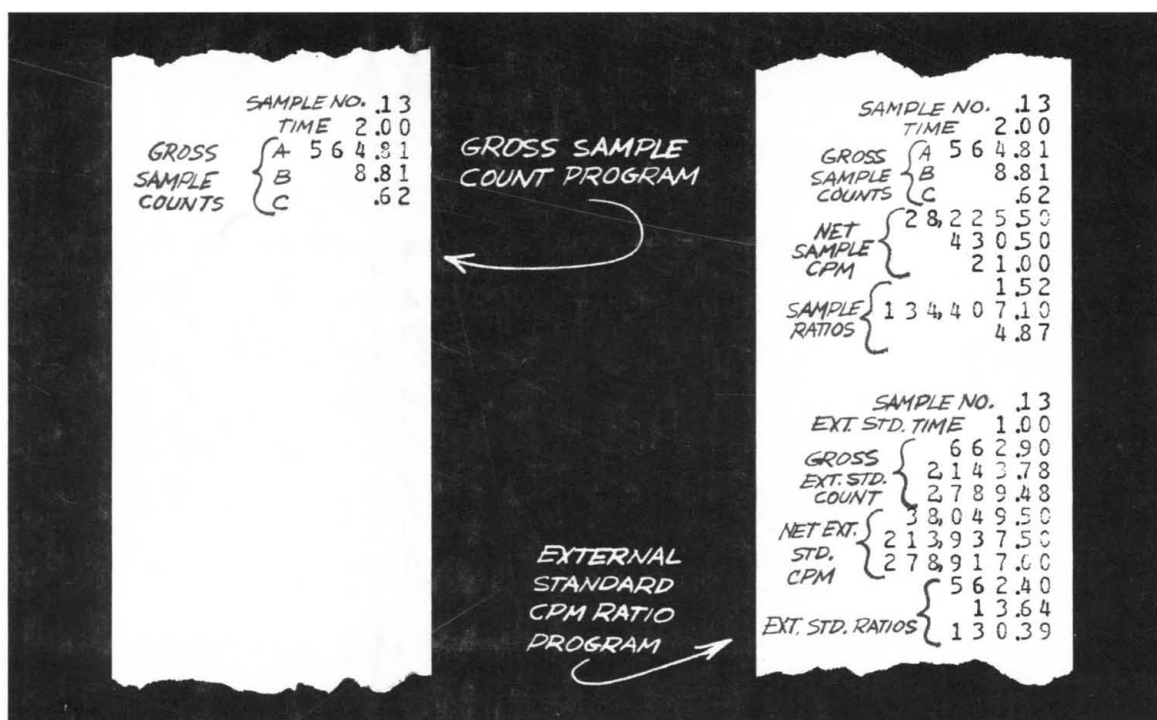 SAMPLE NO. .13
TIME 2.00
GROSS SAMPLE COUNTS
A 564.81
B 8.81
C .62
GROSS SAMPLE
COUNT PROGRAM
SAMPLE NO. .13
TIME 2.00
GROSS SAMPLE COUNTS
A 564.81
B 8.81
C .62
NET SAMPLE CPM
28,225.50
430.50
21.00
SAMPLE RATIOS
1.52
134,407.10
4.87
SAMPLE NO. .13
EXT. STD. TIME 1.00
GROSS EXT. STD. COUNT
662.90
2,143.78
2,789.48
NET EXT. STD. CPM
38,049.50
213,937.50
278,917.60
EXT. STD. RATIOS
562.40
13.64
130.39
EXTERNAL
STANDARD
CPM RATIO
PROGRAM